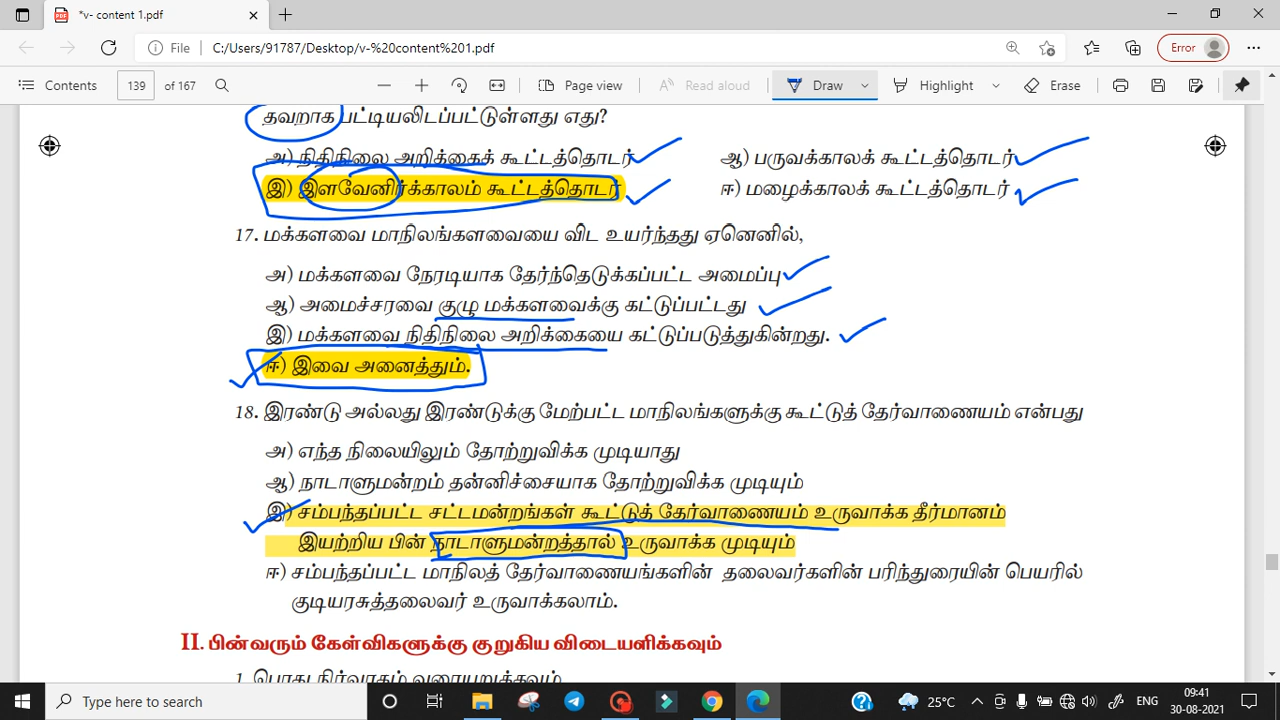 *v- content 1.pdf
File
C:/Users/91787/Desktop/v-%20content%201.pdf
Error
Contents
139
of 167
Page view
Read aloud
Draw
Highlight
Erase
தவறாக பட்டியலிடப்பட்டுள்ளது எது?
அ) நிதிநிலை அறிக்கைக் கூட்டத்தொடர் ஆ) பருவக்காலக் கூட்டத்தொடர்
இ) இளவேனிர்க்காலம் கூட்டத்தொடர் ஈ) மழைக்காலக் கூட்டத்தொடர்
17. மக்களவை மாநிலங்களவையை விட உயர்ந்தது ஏனெனில்,
அ) மக்களவை நேரடியாக தேர்ந்தெடுக்கப்பட்ட அமைப்பு
ஆ) அமைச்சரவை குழு மக்களவைக்கு கட்டுப்பட்டது
இ) மக்களவை நிதிநிலை அறிக்கையை கட்டுப்படுத்துகின்றது.
ஈ) இவை அனைத்தும்.
18. இரண்டு அல்லது இரண்டுக்கு மேற்பட்ட மாநிலங்களுக்கு கூட்டுத் தேர்வாணையம் என்பது
அ) எந்த நிலையிலும் தோற்றுவிக்க முடியாது
ஆ) நாடாளுமன்றம் தன்னிச்சையாக தோற்றுவிக்க முடியும்
இ) சம்பந்தப்பட்ட சட்டமன்றங்கள் கூட்டுத் தேர்வாணையம் உருவாக்க தீர்மானம்
இயற்றிய பின் நாடாளுமன்றத்தால் உருவாக்க முடியும்
ஈ) சம்பந்தப்பட்ட மாநிலத் தேர்வாணையங்களின் தலைவர்களின் பரிந்துரையின் பெயரில்
குடியரசுத்தலைவர் உருவாக்கலாம்.
II. பின்வரும் கேள்விகளுக்கு குறுகிய விடையளிக்கவும்
1. பொது நிர்வாகம் வரையறுக்கவும்
Type here to search
25°C
ENG
09:41
30-08-2021